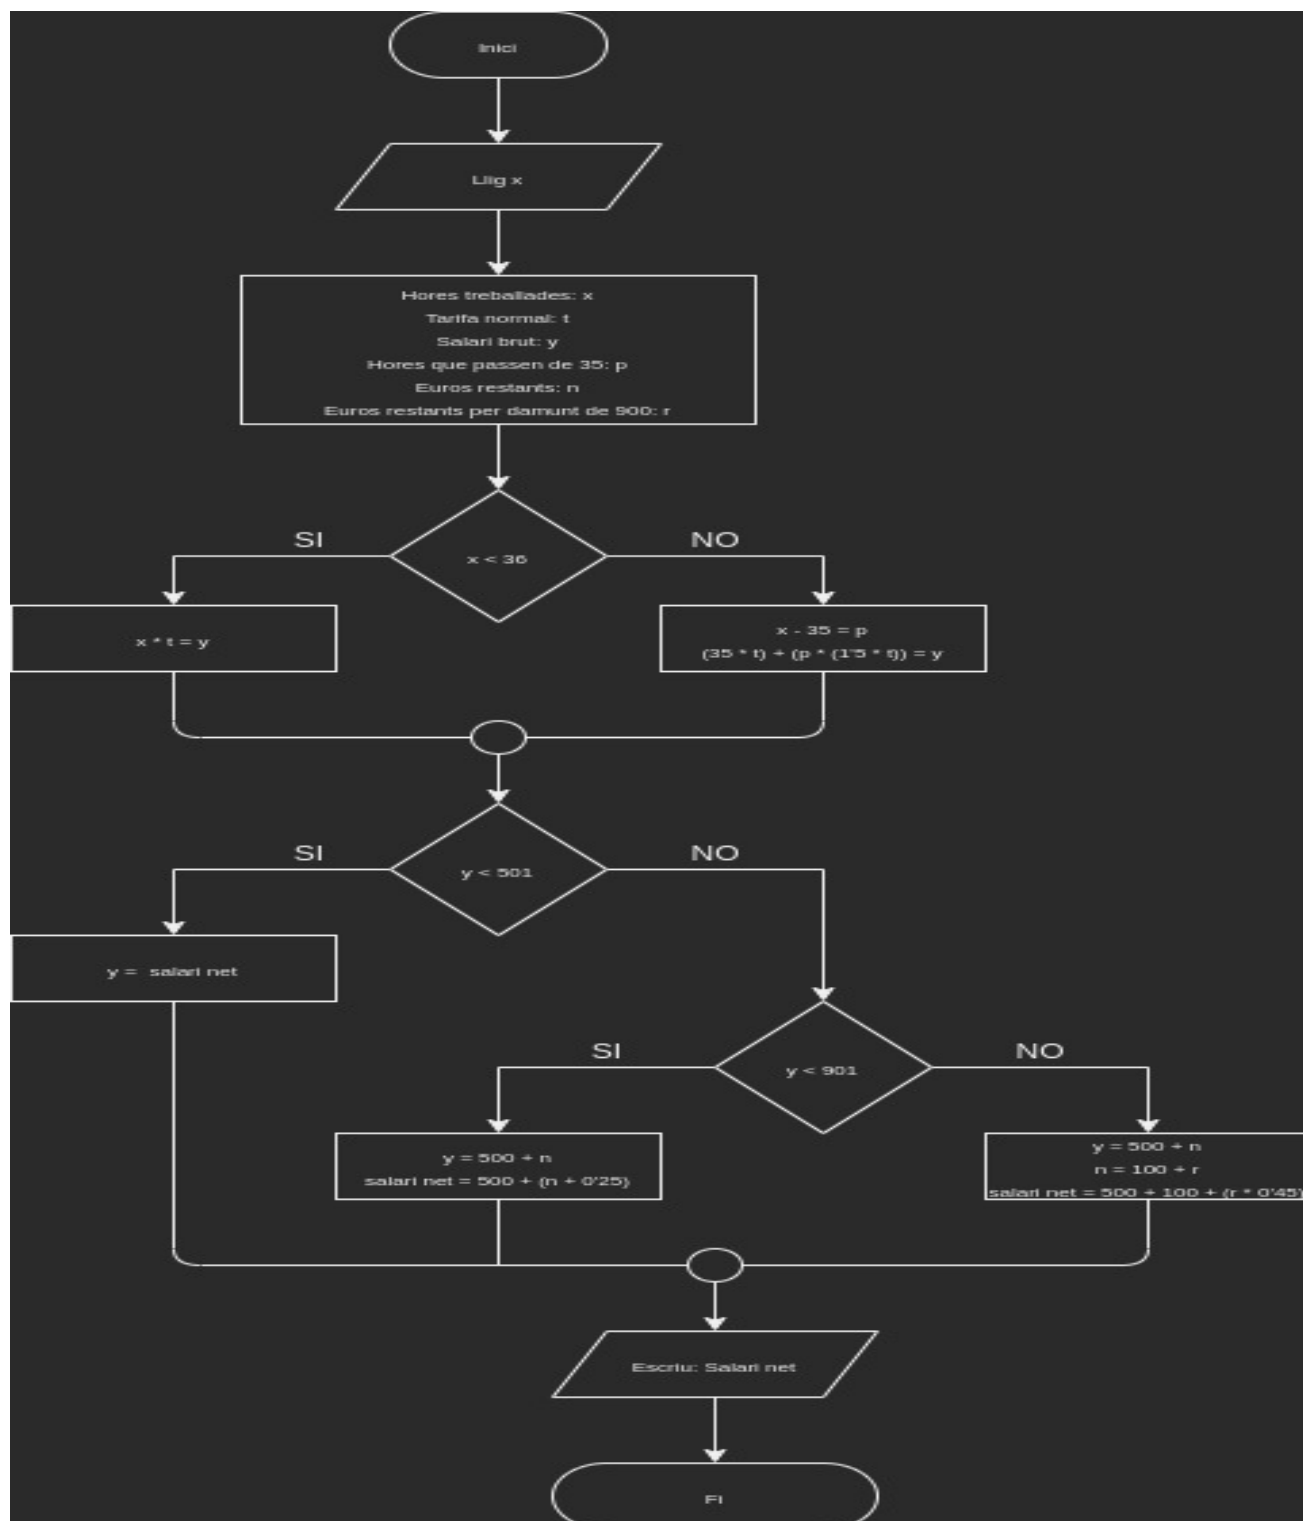 Inici
Llig x
Hores treballades: x
Tarifa normal: t
Salari brut: y
Hores que passen de 35: p
Euros restants: n
Euros restants per damunt de 900: r
SI
NO
x < 36
x * t = y
x - 35 = p
(35 * t) + (p * (1'5 * t)) = y
SI
NO
y < 501
y = salari net
SI
NO
y < 901
y = 500 + n
salari net = 500 + (n + 0'25)
y = 500 + n
n = 100 + r
salari net = 500 + 100 + (r * 0'45)
Escriu: Salari net
Fi